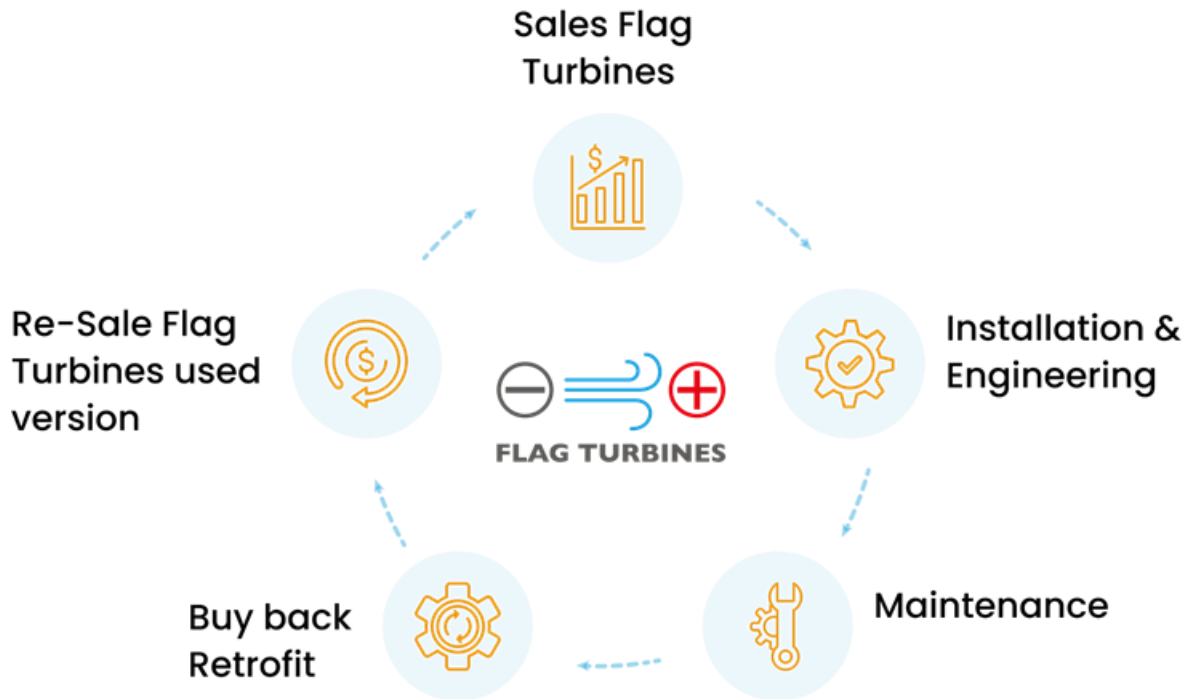 Sales Flag
Turbines
Installation &
Engineering
Maintenance
Buy back
Retrofit
Re-Sale Flag
Turbines used
version
FLAG TURBINES